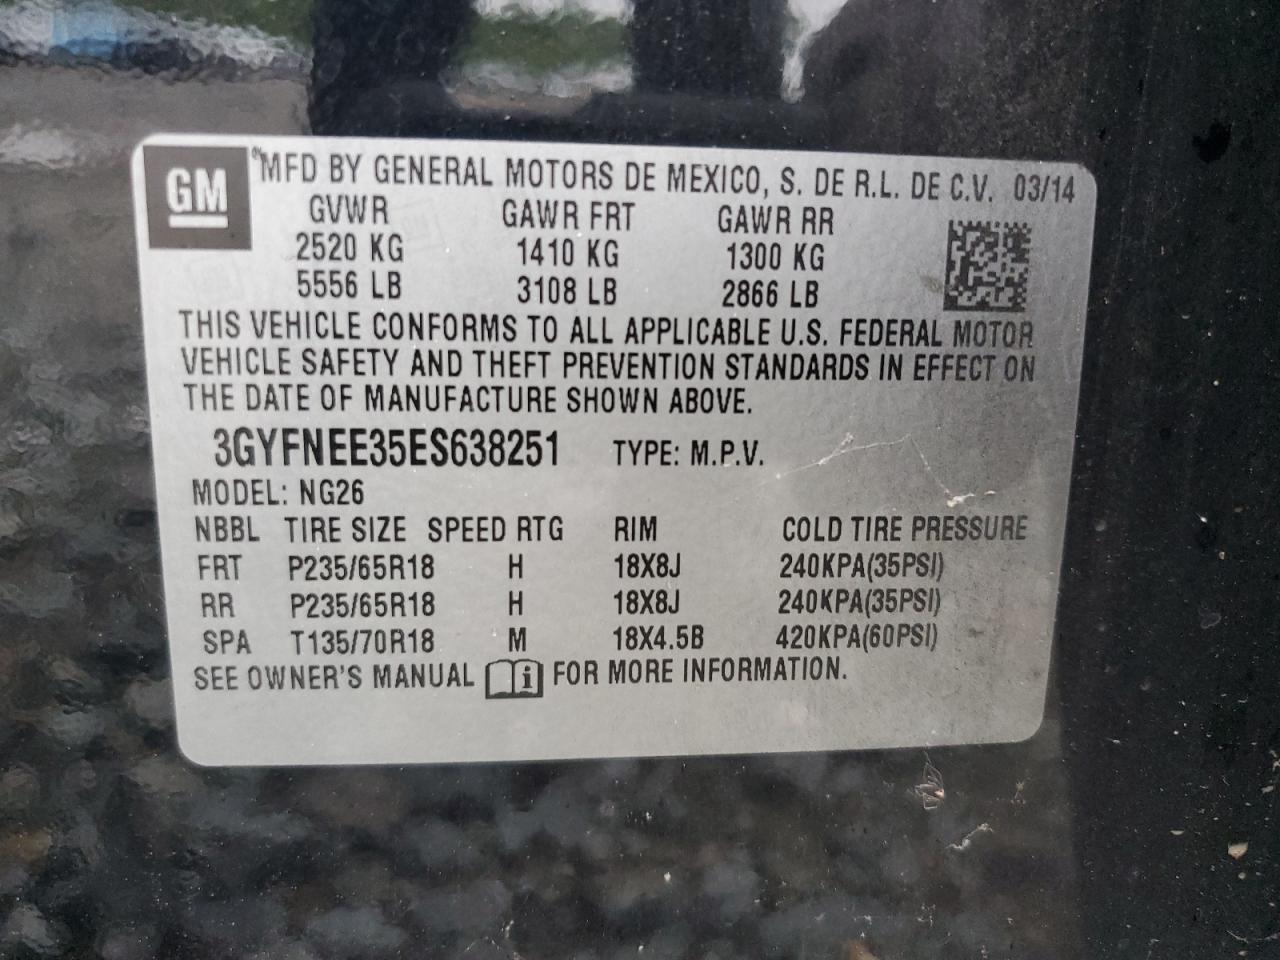 GM
MFD BY GENERAL MOTORS DE MEXICO, S. DE R.L. DE C.V. 03/14
GVWR GAWR FRT GAWR RR
2520 KG 1410 KG 1300 KG
5556 LB 3108 LB 2866 LB
THIS VEHICLE CONFORMS TO ALL APPLICABLE U.S. FEDERAL MOTOR
VEHICLE SAFETY AND THEFT PREVENTION STANDARDS IN EFFECT ON
THE DATE OF MANUFACTURE SHOWN ABOVE.
3GYFNEE35ES638251 TYPE: M.P.V.
MODEL: NG26
NBBL TIRE SIZE SPEED RTG RIM COLD TIRE PRESSURE
FRT P235/65R18 H 18X8J 240KPA(35PSI)
RR P235/65R18 H 18X8J 240KPA(35PSI)
SPA T135/70R18 M 18X4.5B 420KPA(60PSI)
SEE OWNER'S MANUAL i FOR MORE INFORMATION.